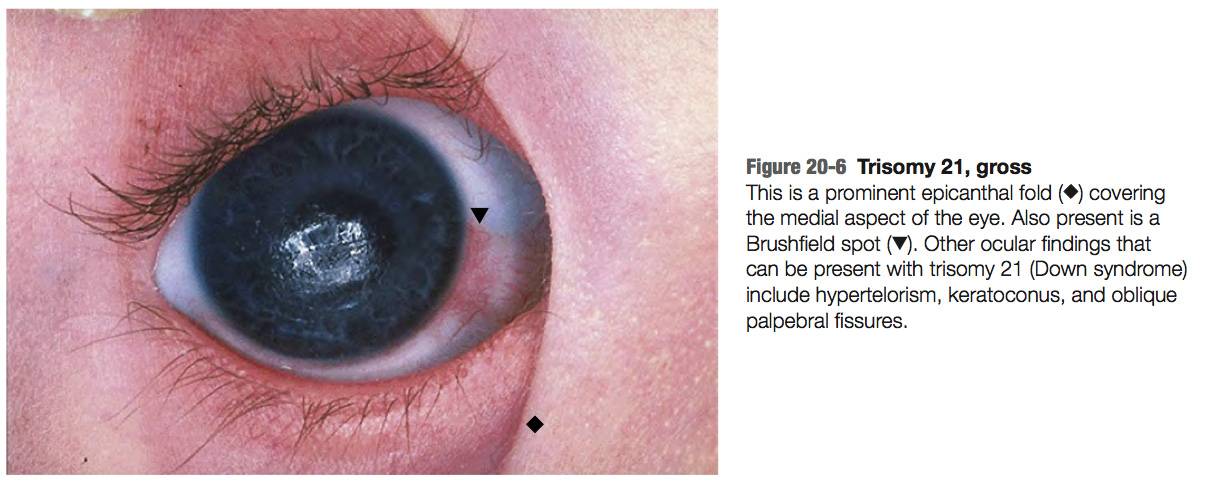 Figure 20-6 Trisomy 21, gross
This is a prominent epicanthal fold (◆) covering
the medial aspect of the eye. Also present is a
Brushfield spot (▼). Other ocular findings that
can be present with trisomy 21 (Down syndrome)
include hypertelorism, keratoconus, and oblique
palpebral fissures.